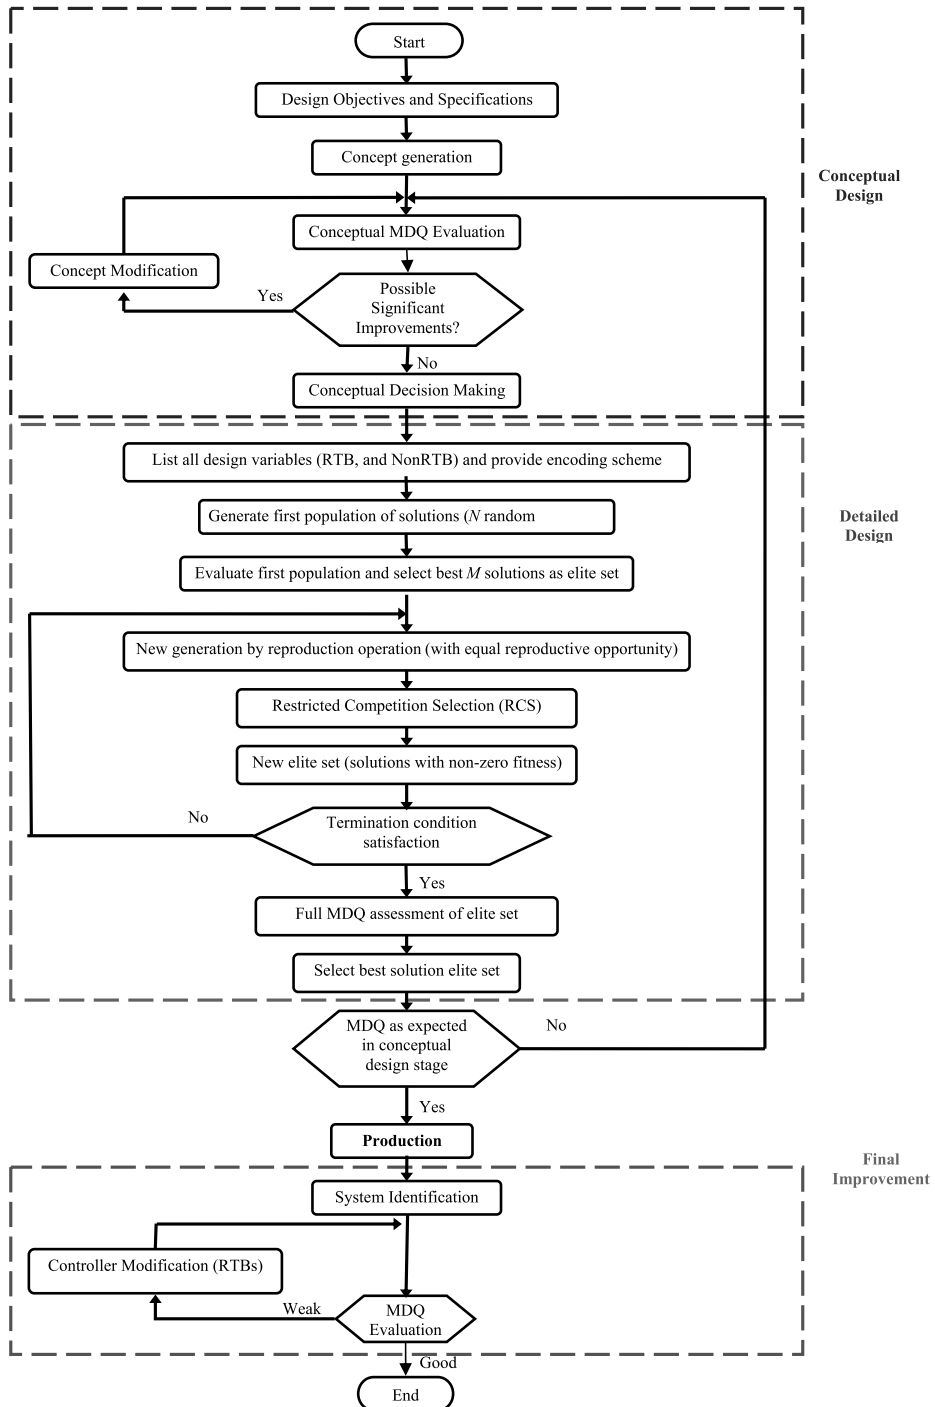 Start
Design Objectives and Specifications
Concept generation
Conceptual
Design
Conceptual MDQ Evaluation
Concept Modification
Yes
Possible
Significant
Improvements?
No
Conceptual Decision Making
List all design variables (RTB, and NonRTB) and provide encoding scheme
Generate first population of solutions (N random
Detailed
Design
Evaluate first population and select best M solutions as elite set
New generation by reproduction operation (with equal reproductive opportunity)
Restricted Competition Selection (RCS)
New elite set (solutions with non-zero fitness)
No
Termination condition
satisfaction
Yes
Full MDQ assessment of elite set
Select best solution elite set
MDQ as expected
in conceptual
design stage
No
Yes
Production
Final
Improvement
System Identification
Controller Modification (RTBs)
Weak
MDQ
Evaluation
Good
End